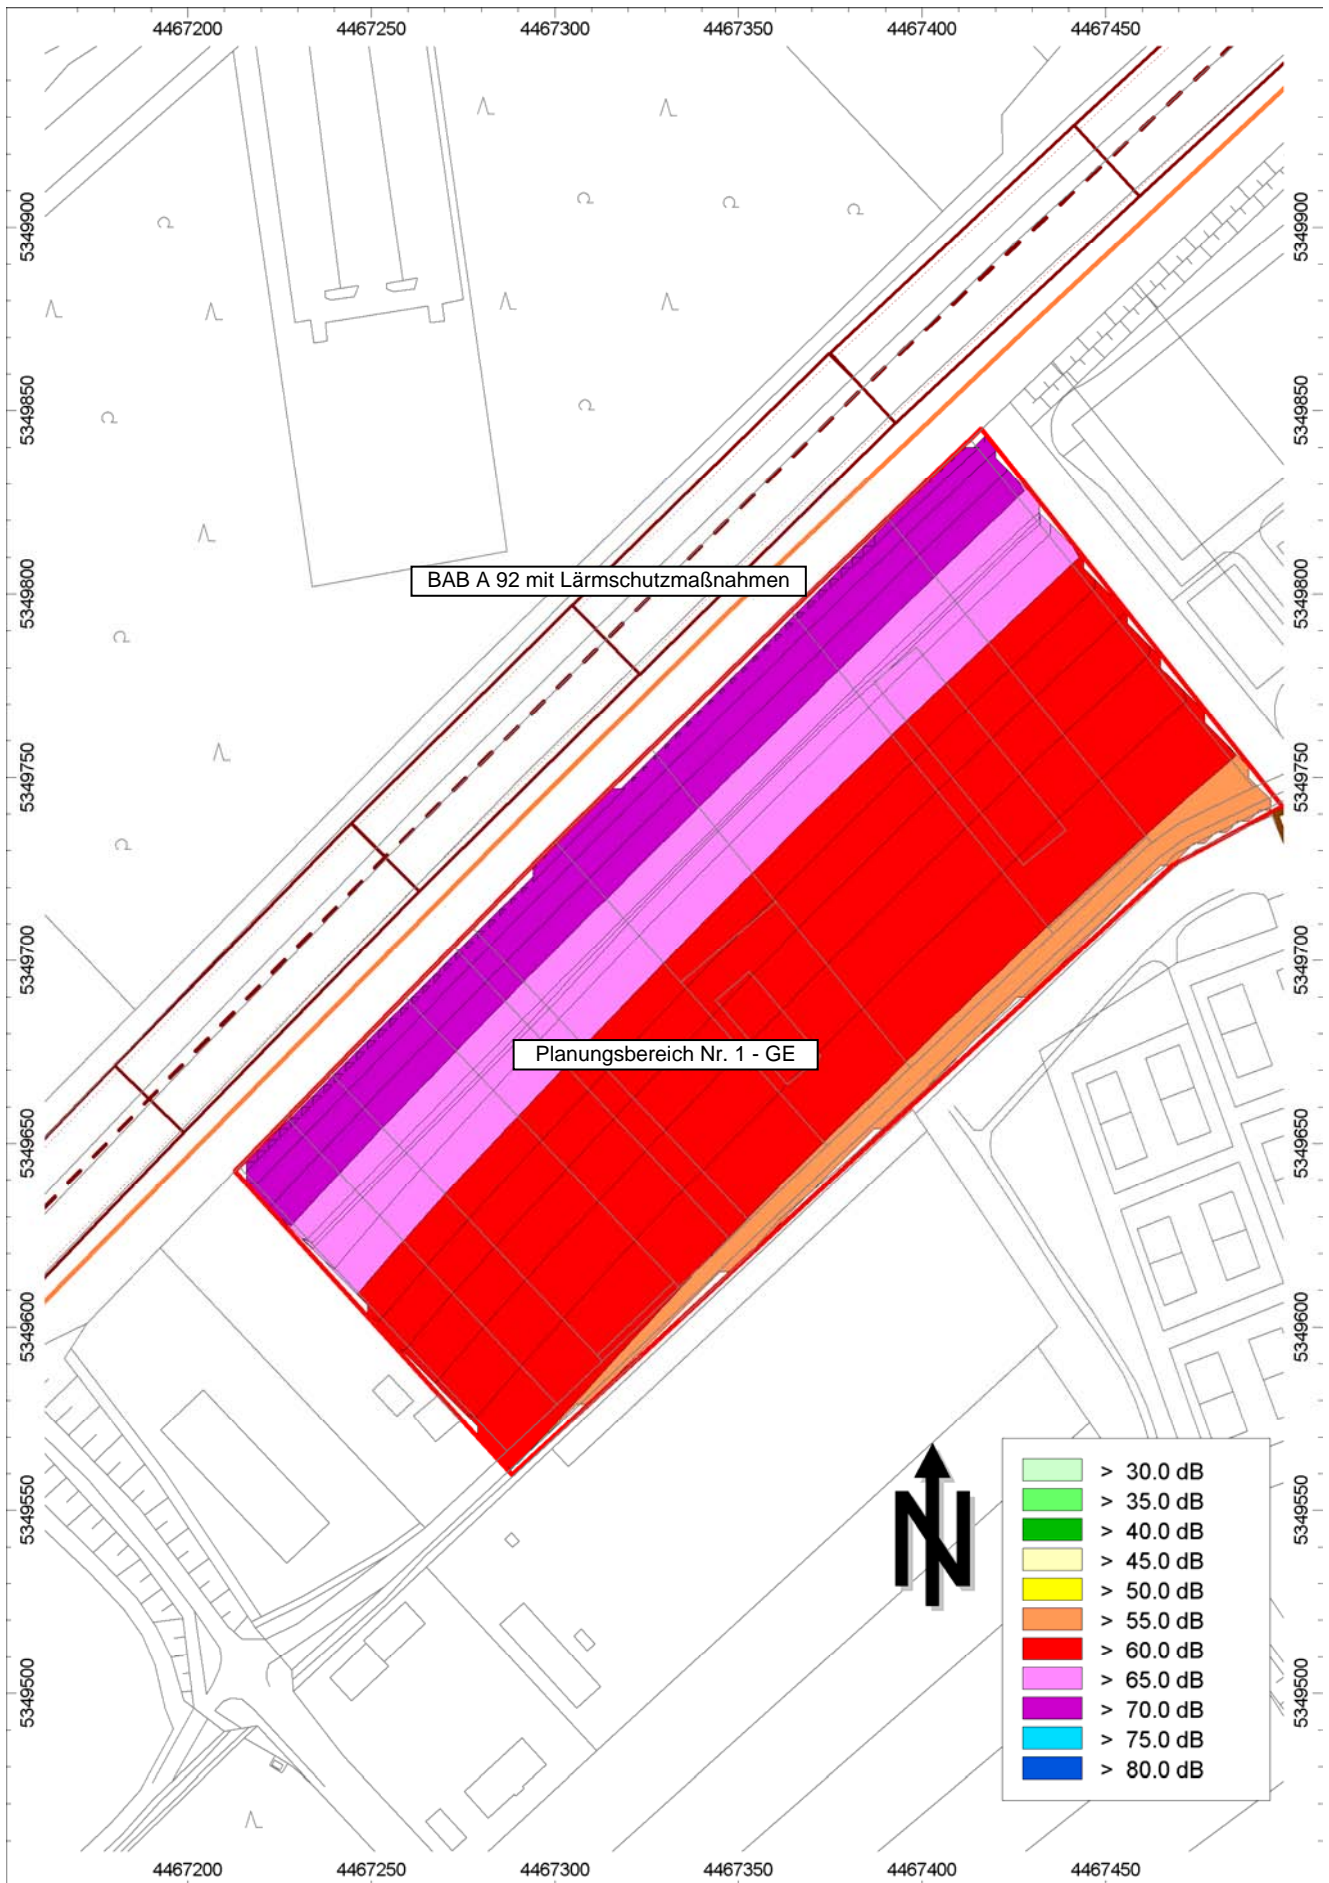 4467200 4467250 4467300 4467350 4467400 4467450
5349900 5349900
5349850 5349850
BAB A 92 mit Lärmschutzmaßnahmen
5349800 5349800
5349750 5349750
5349700 5349700
Planungsbereich Nr. 1 - GE
5349650 5349650
5349600 5349600
5349550 5349550
5349500 5349500
N
> 30.0 dB
> 35.0 dB
> 40.0 dB
> 45.0 dB
> 50.0 dB
> 55.0 dB
> 60.0 dB
> 65.0 dB
> 70.0 dB
> 75.0 dB
> 80.0 dB
4467200 4467250 4467300 4467350 4467400 4467450